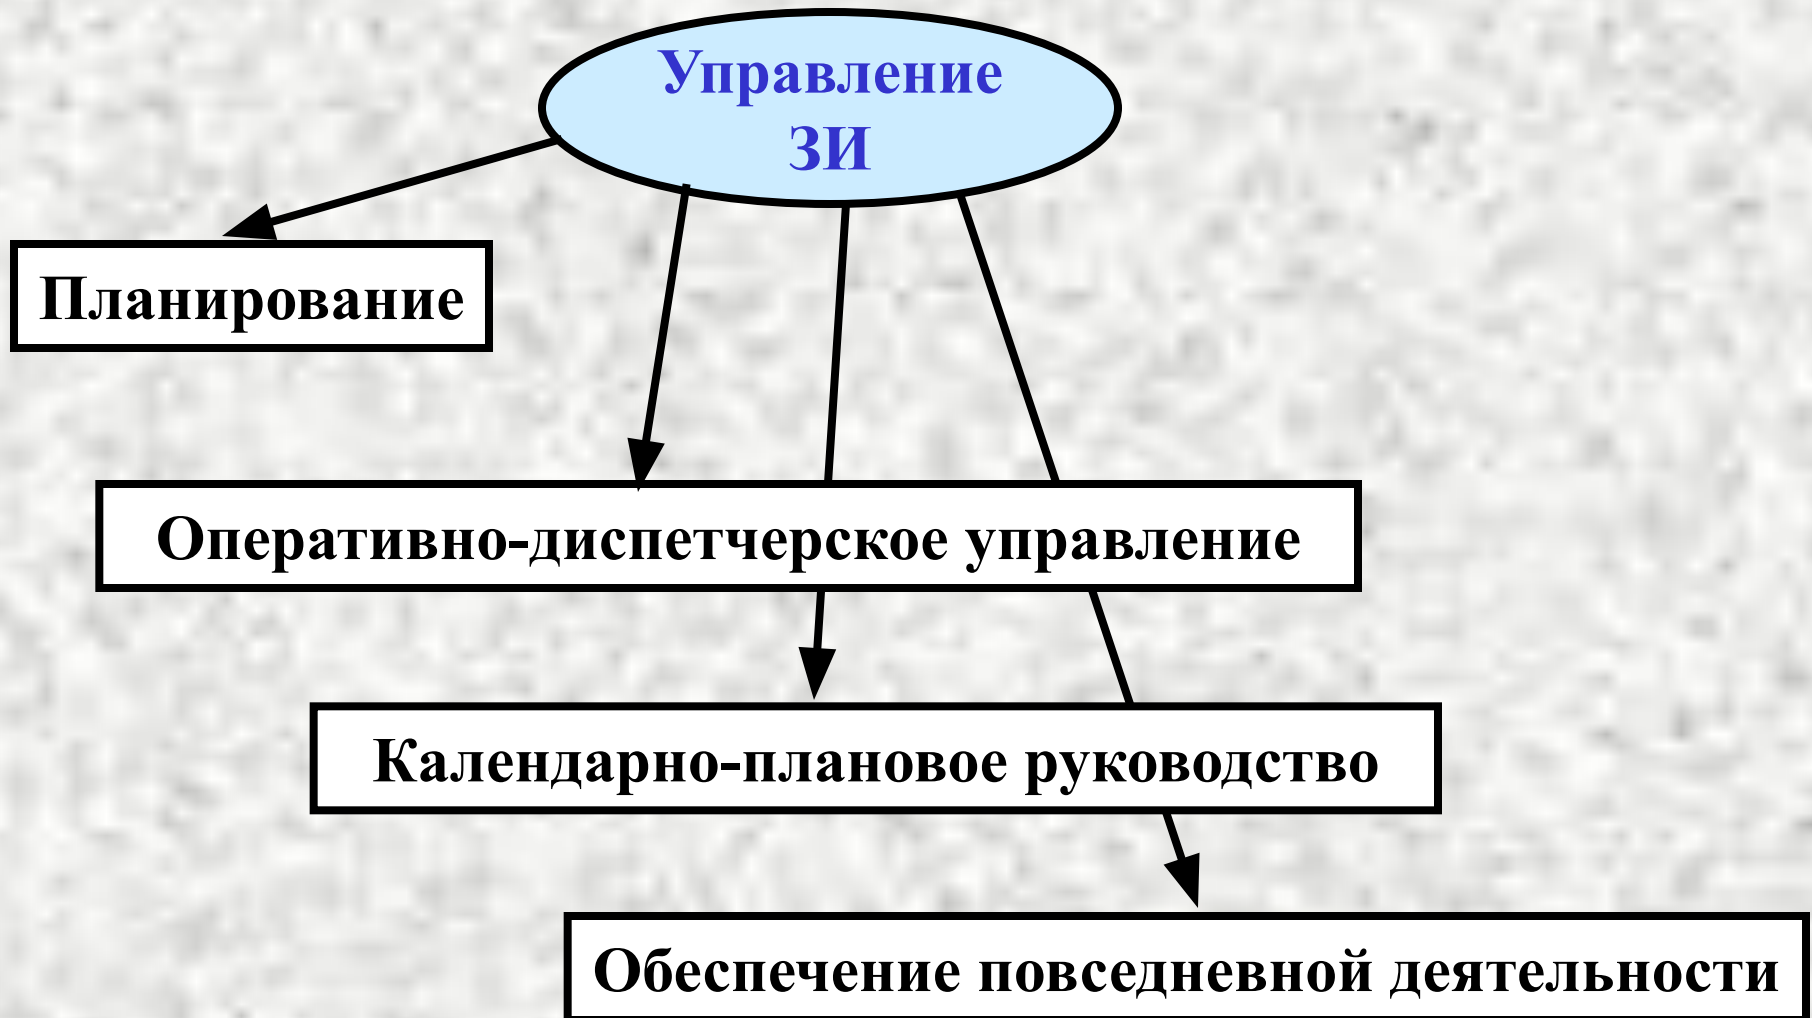 Управление
ЗИ
Планирование
Оперативно-диспетчерское управление
Календарно-плановое руководство
Обеспечение повседневной деятельности